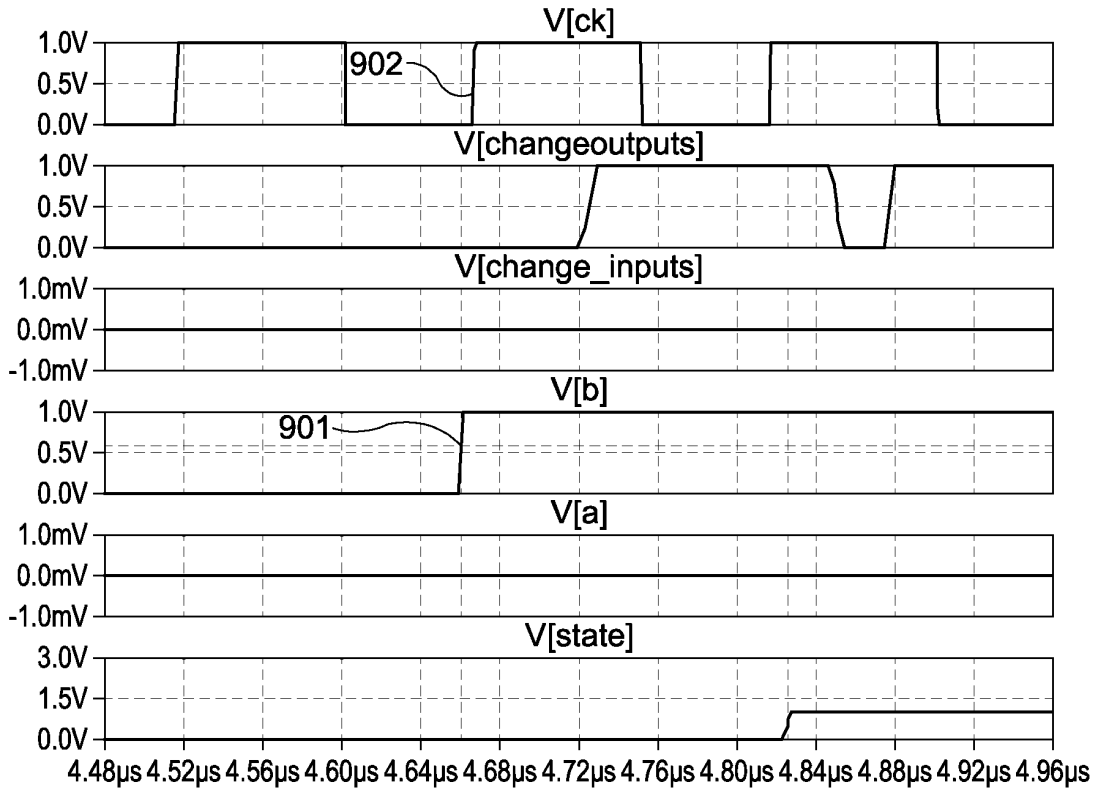 V[ck]
1.0V
902
0.5V
0.0V
V[changeoutputs]
1.0V
0.5V
0.0V
V[change_inputs]
1.0mV
0.0mV
-1.0mV
V[b]
1.0V
901
0.5V
0.0V
V[a]
1.0mV
0.0mV
-1.0mV
V[state]
3.0V
1.5V
0.0V
4.48µs 4.52µs 4.56µs 4.60µs 4.64µs 4.68µs 4.72µs 4.76µs 4.80µs 4.84µs 4.88µs 4.92µs 4.96µs